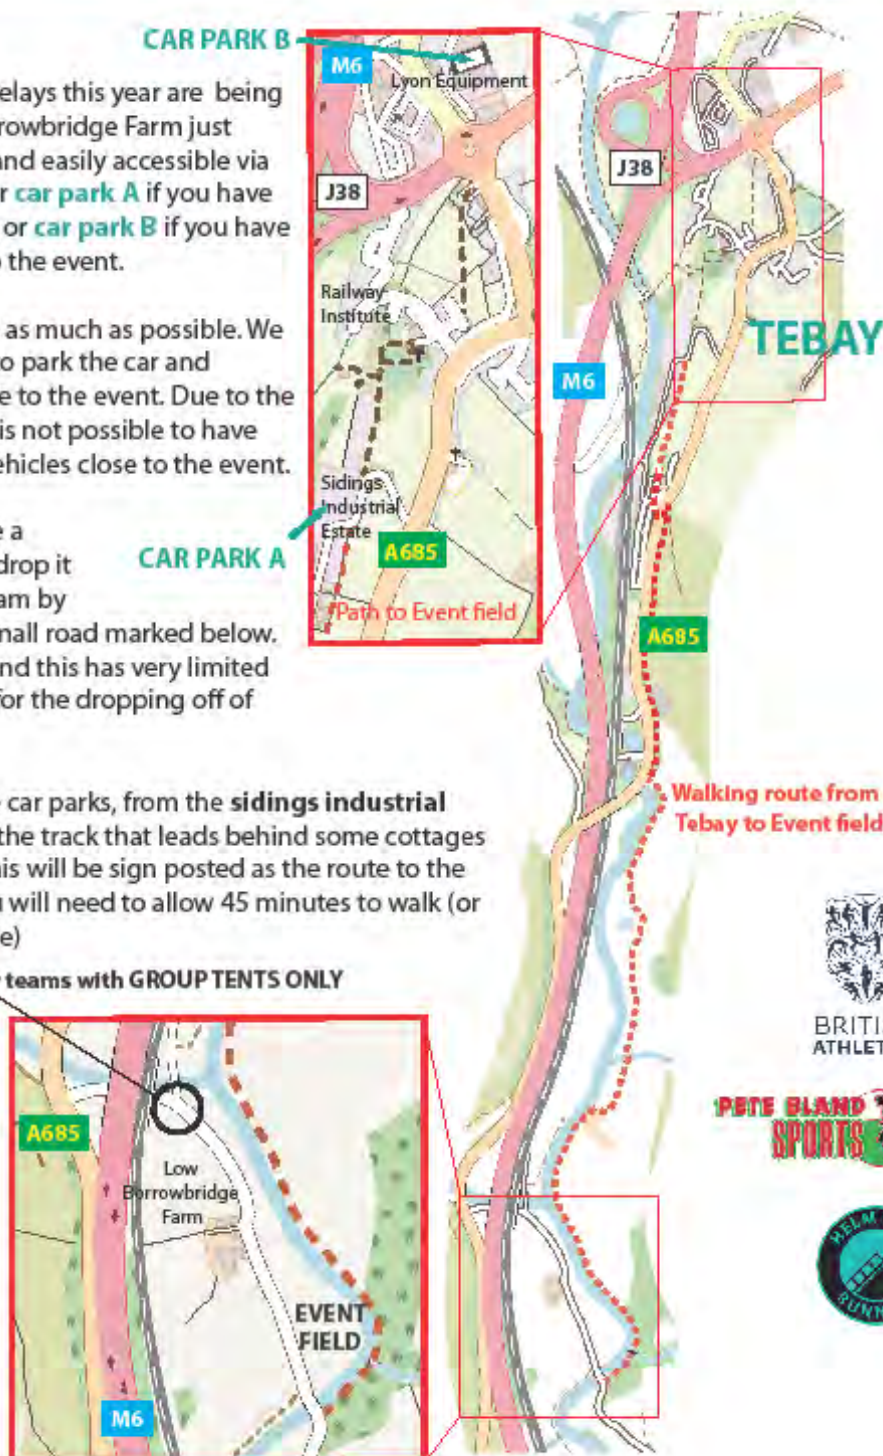 CAR PARK B
elays this year are being
rowbridge Farm just
and easily accessible via
r car park A if you have
or car park B if you have
o the event.
as much as possible. We
o park the car and
e to the event. Due to the
is not possible to have
ehicles close to the event.
e a
drop it
am by
nall road marked below.
nd this has very limited
for the dropping off of
CAR PARK A
e car parks, from the sidings industrial
the track that leads behind some cottages
nis will be sign posted as the route to the
u will need to allow 45 minutes to walk (or
e)
teams with GROUP TENTS ONLY
M6
Lyon Equipment
J38
Railway
Institute
Sidings
Industrial
Estate
A685
Path to Event field
J38
TEBAY
M6
A685
Walking route from
Tebay to Event field
A685
Low
Borrowbridge
Farm
EVENT
FIELD
M6
BRITI
ATHLET
PETE BLAND
SPORTS
HELM
RUNN